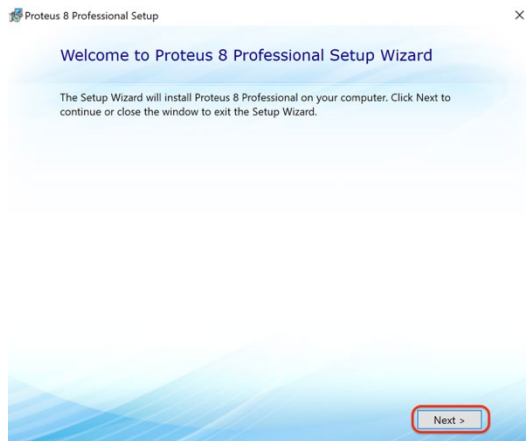 Proteus 8 Professional Setup
Welcome to Proteus 8 Professional Setup Wizard
The Setup Wizard will install Proteus 8 Professional on your computer. Click Next to
continue or close the window to exit the Setup Wizard.
Next >